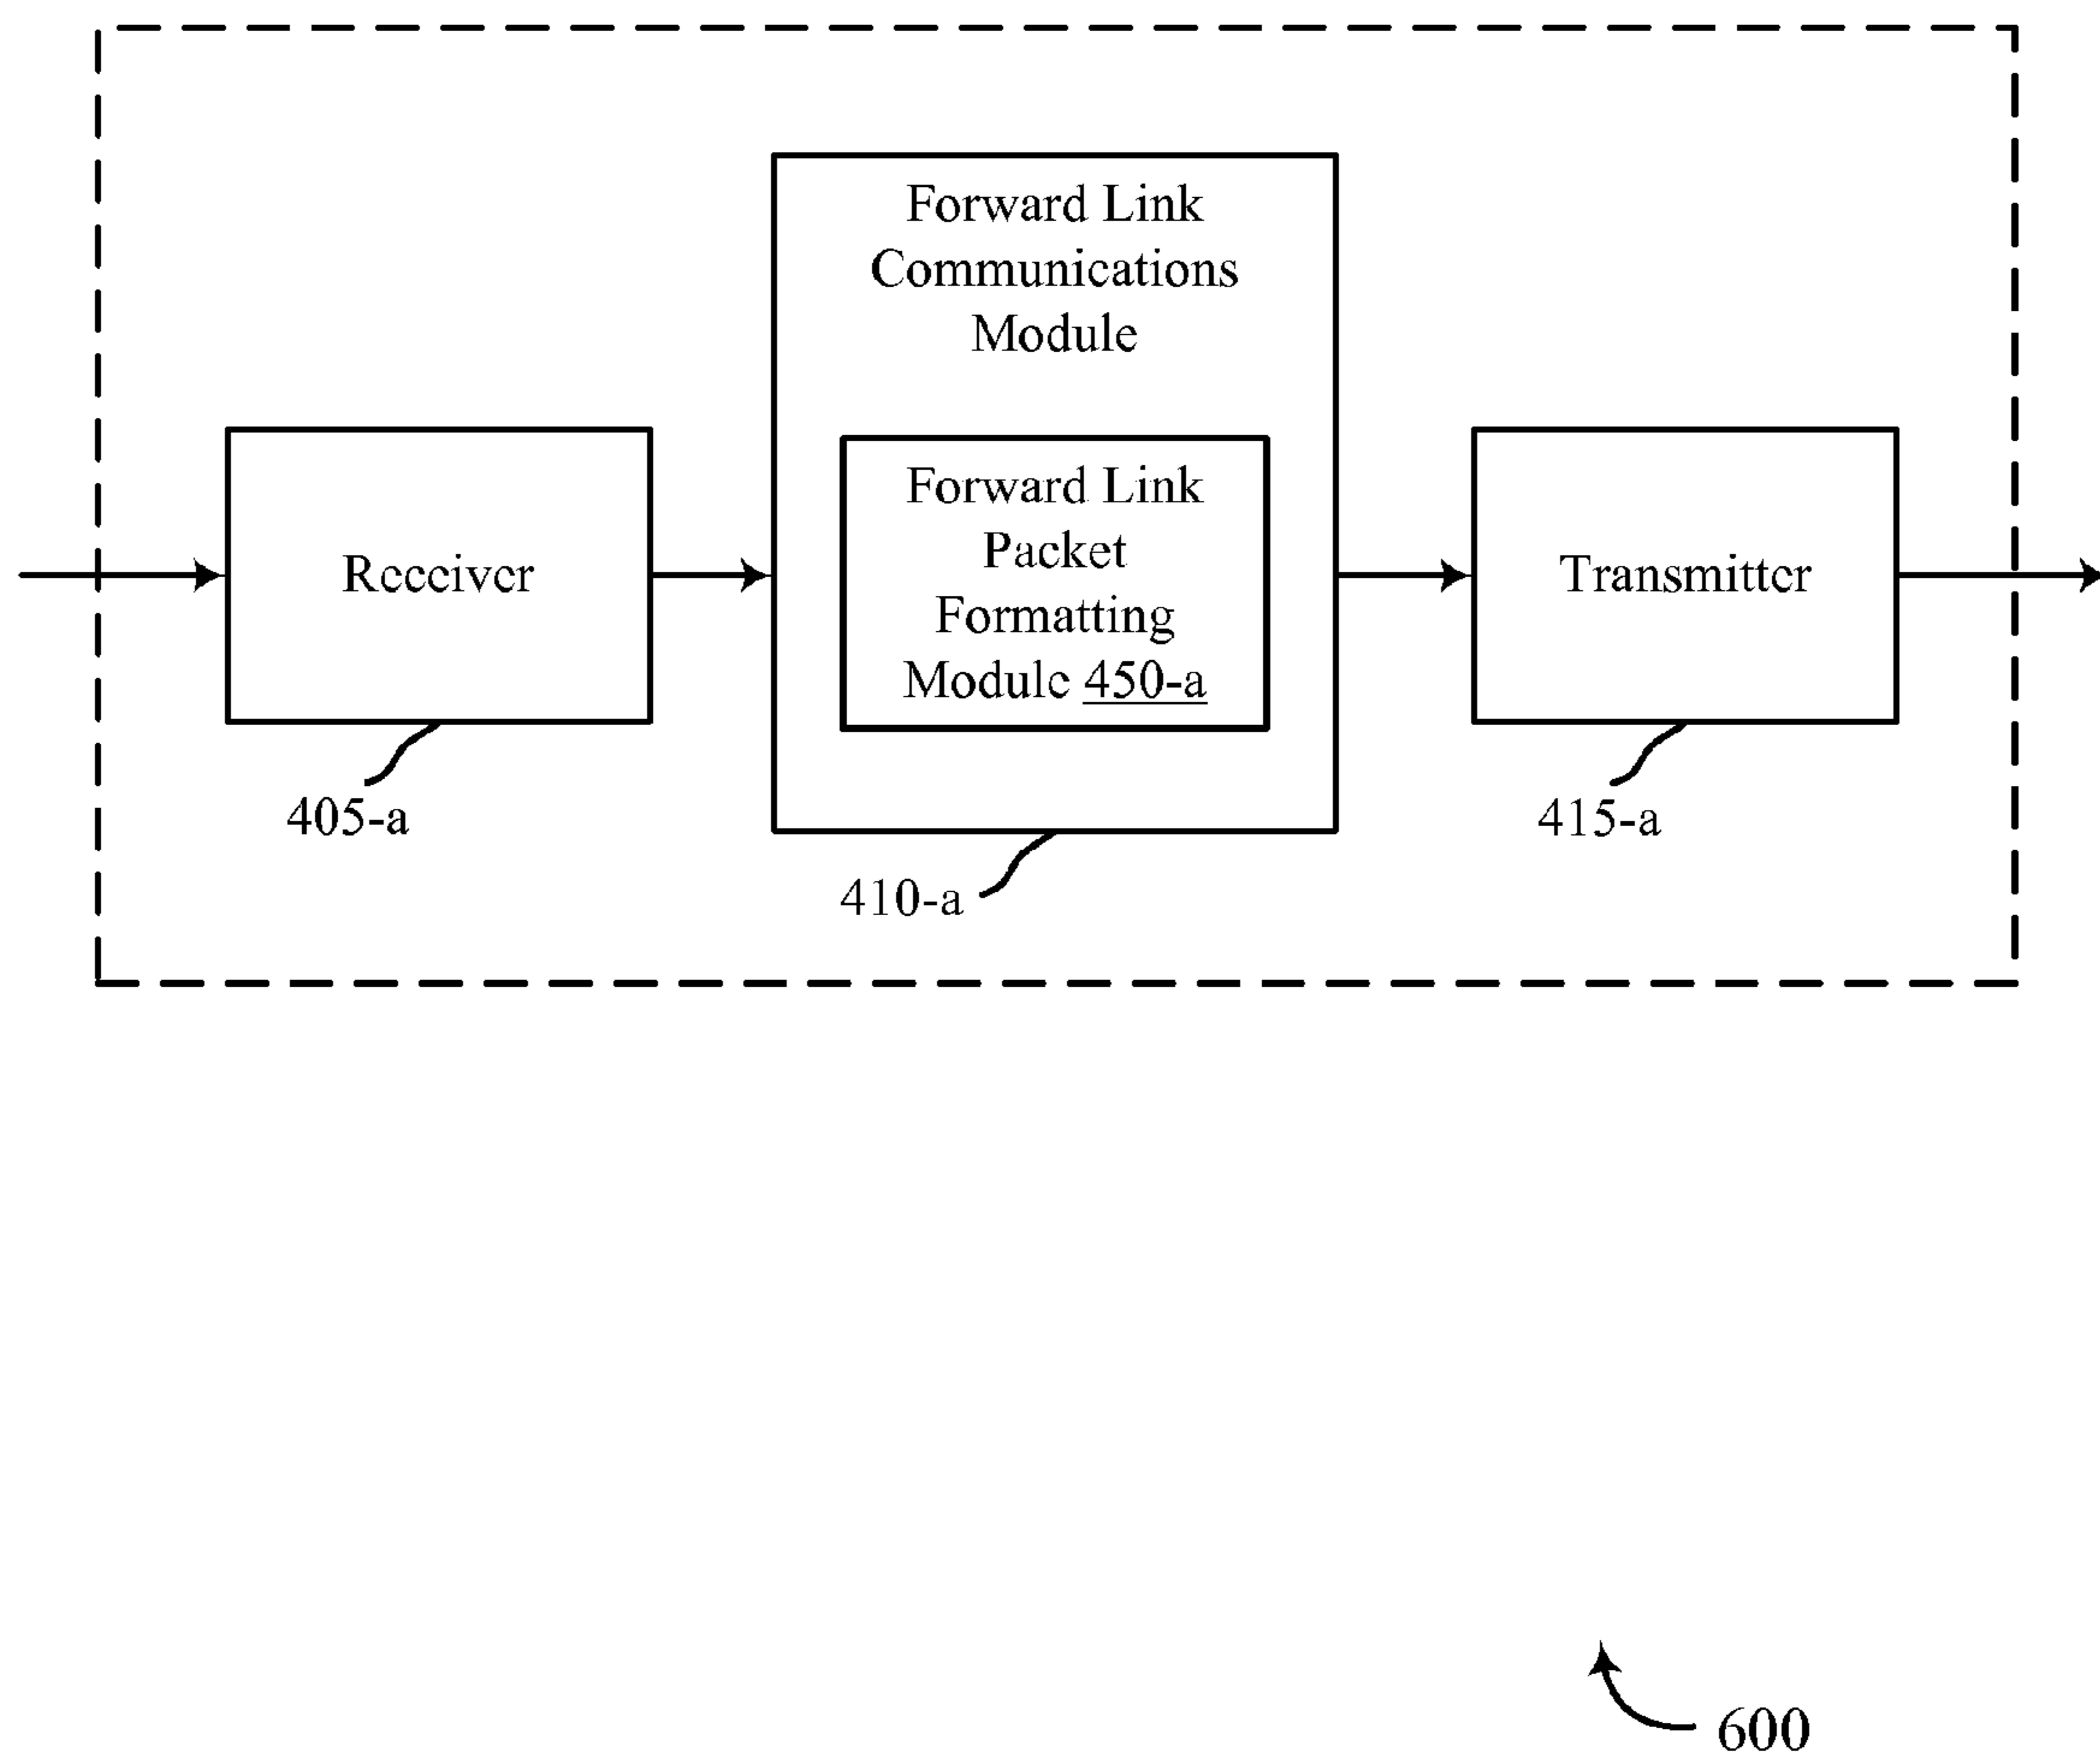 Forward Link
Communications
Module
Forward Link
Packet
Formatting
Module 450-a
Receiver
Transmitter
405-a
415-a
410-a
600